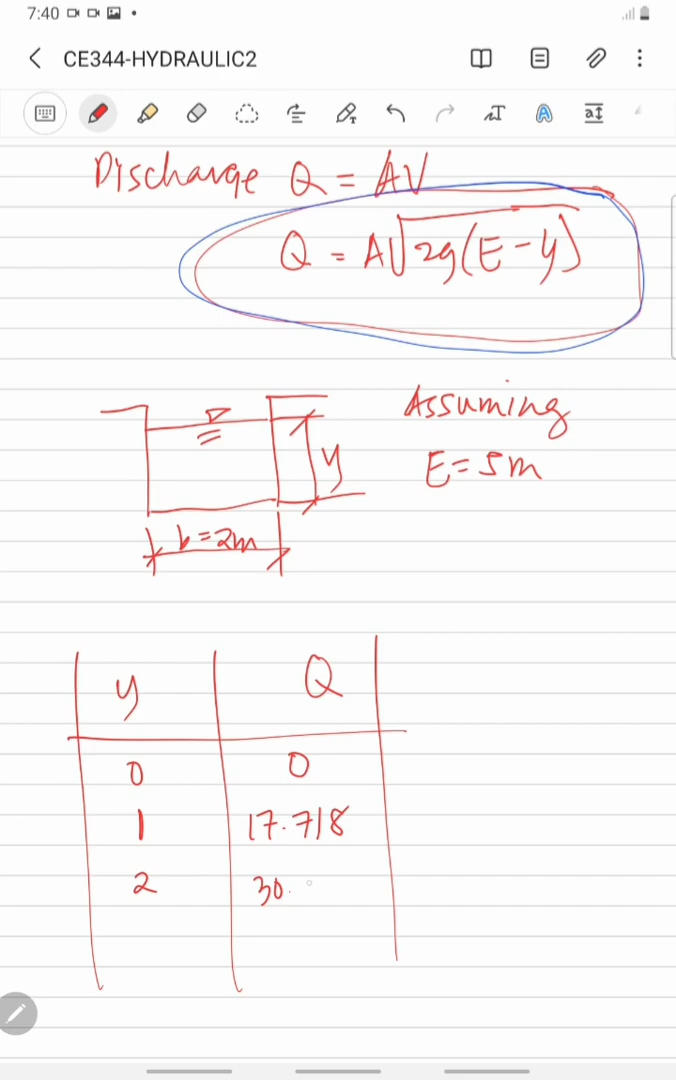 7:40
CE344-HYDRAULIC2
Discharge Q = AV
Q = A√2g(E-y)
Assuming
E = 5m
y
b = 2m
y Q
0 0
1 17.718
2 30.